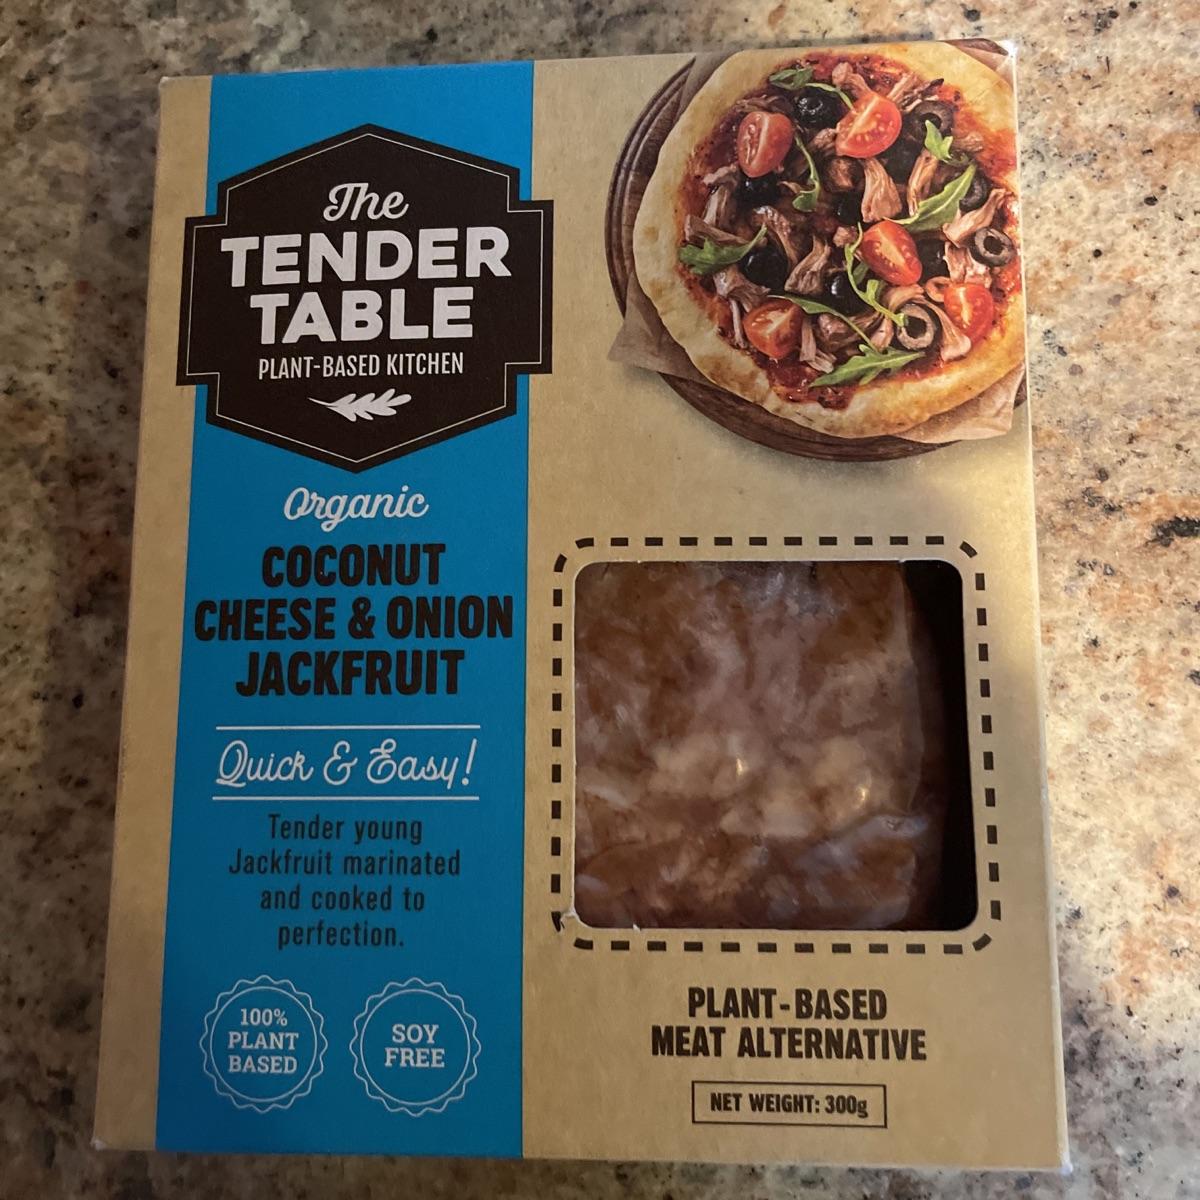 The
TENDER
TABLE
PLANT-BASED KITCHEN
Organic
COCONUT
CHEESE & ONION
JACKFRUIT
Quick & Easy!
Tender young
Jackfruit marinated
and cooked to
perfection.
100%
PLANT
BASED
SOY
FREE
PLANT-BASED
MEAT ALTERNATIVE
NET WEIGHT: 300g